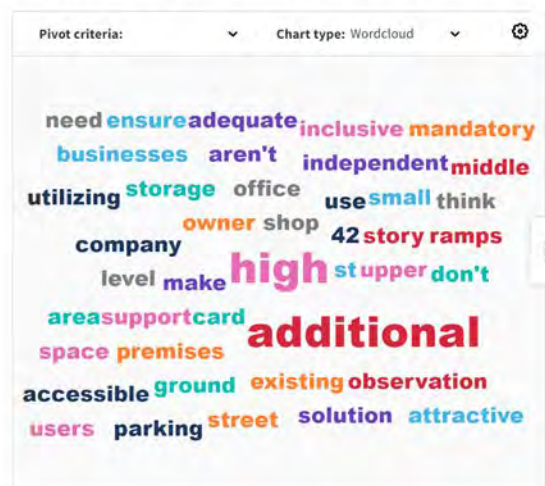 Pivot criteria: Chart type: Wordcloud
need ensure adequate inclusive mandatory
businesses aren't independent middle
utilizing storage office use small think
owner shop 42 story ramps
company high st upper don't
level make
area support card additional
space premises
accessible ground existing observation
users parking street solution attractive